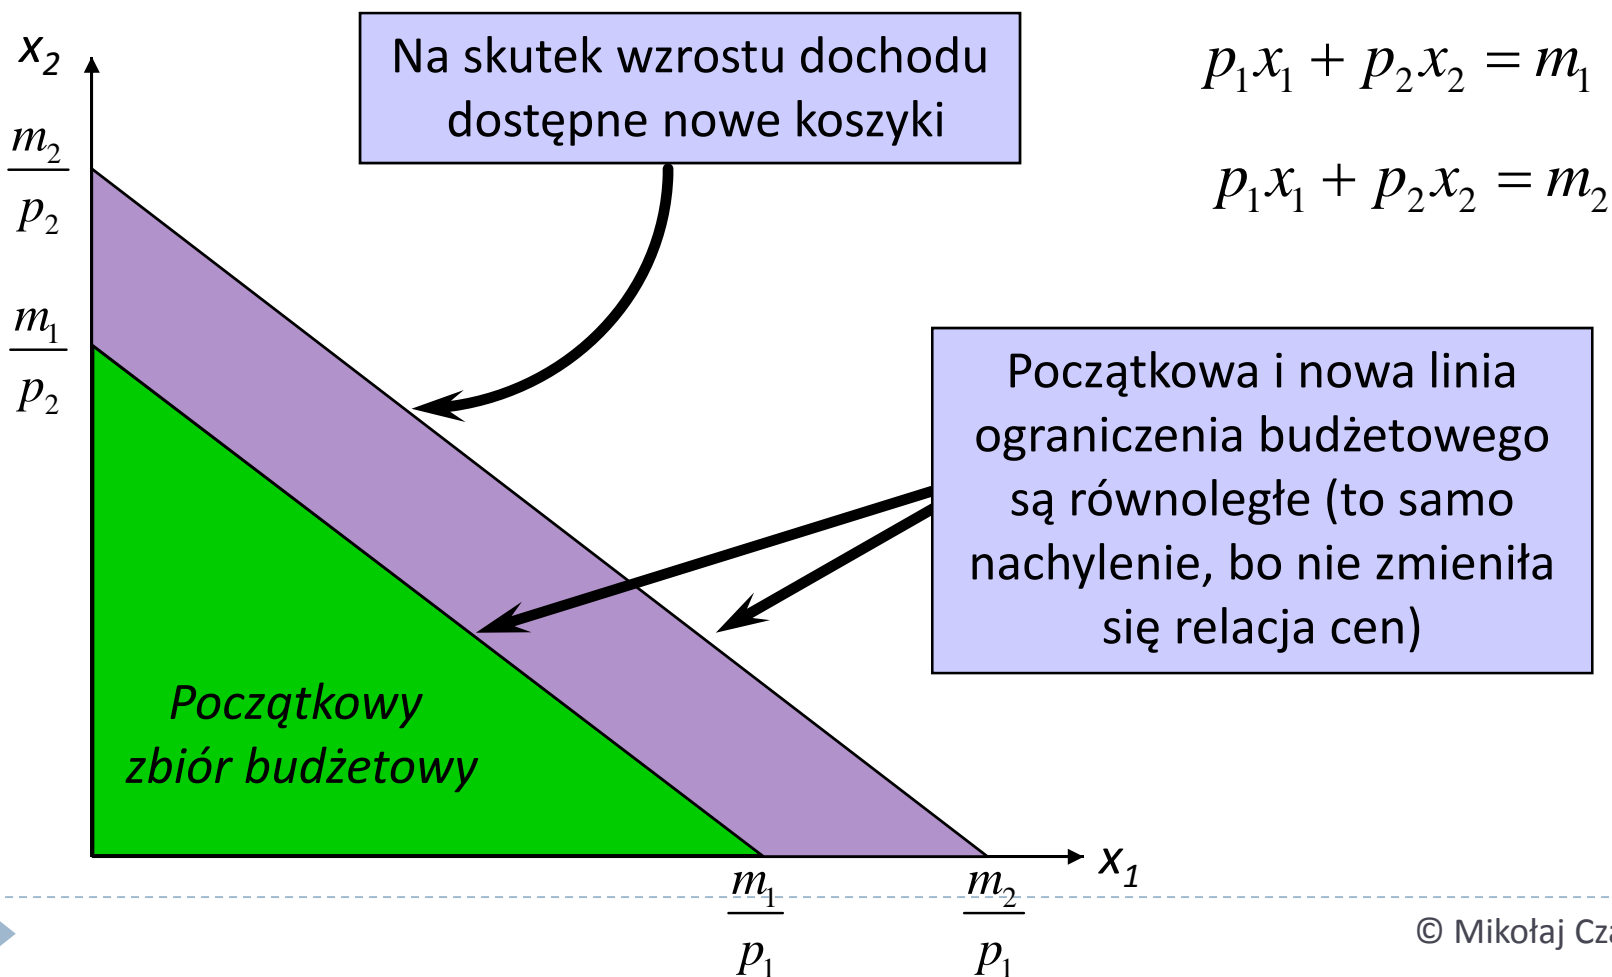 x₂
Na skutek wzrostu dochodu
dostępne nowe koszyki
p₁x₁ + p₂x₂ = m₁
p₁x₁ + p₂x₂ = m₂
m₂
p₂
m₁
p₂
Początkowa i nowa linia
ograniczenia budżetowego
są równoległe (to samo
nachylenie, bo nie zmieniła
się relacja cen)
Początkowy
zbiór budżetowy
x₁
m₁
p₁
m₂
p₁
© Mikołaj Cza